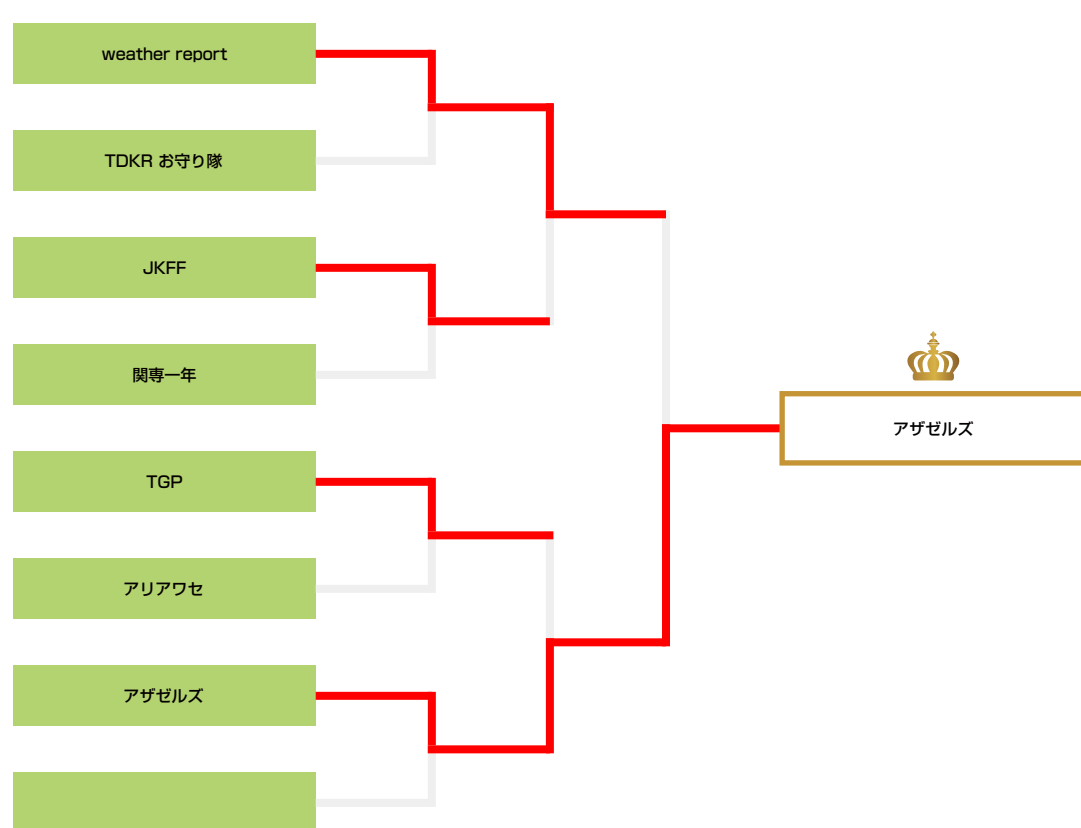 weather report
TDKR お守り隊
JKFF
関専一年
TGP
アリアワセ
アザゼルズ
アザゼルズ